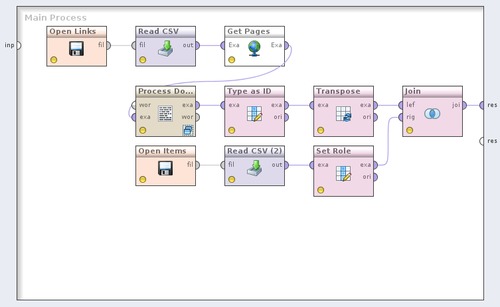 Main Process
Open Links
Read CSV
Get Pages
inp
fil
fil
out
Exa
Exa
Process Do...
Type as ID
Transpose
Join
wor
exa
exa
exa
exa
exa
lef
joi
res
exa
wor
ori
ori
rig
Open Items
Read CSV (2)
Set Role
res
fil
fil
out
exa
exa
ori